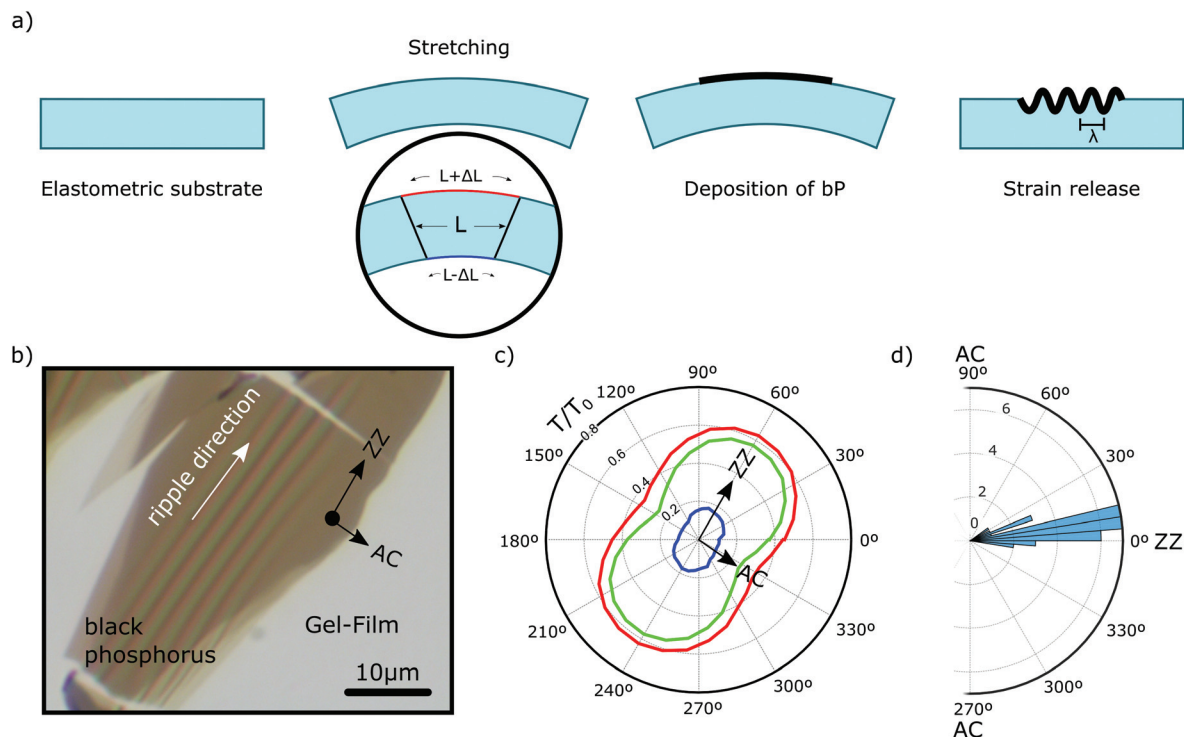 a)
Stretching
Elastometric substrate
L+ΔL
L
L-ΔL
Deposition of bP
λ
Strain release
b)
ripple direction
ZZ
AC
black
phosphorus
Gel-Film
10μm
c)
T/T0
0.8
0.6
0.4
0.2
90º
60º
30º
0º
330º
300º
270º
240º
210º
180º
150º
120º
ZZ
AC
d)
AC
90º
60º
30º
0º ZZ
330º
300º
270º
AC
6
4
2
0